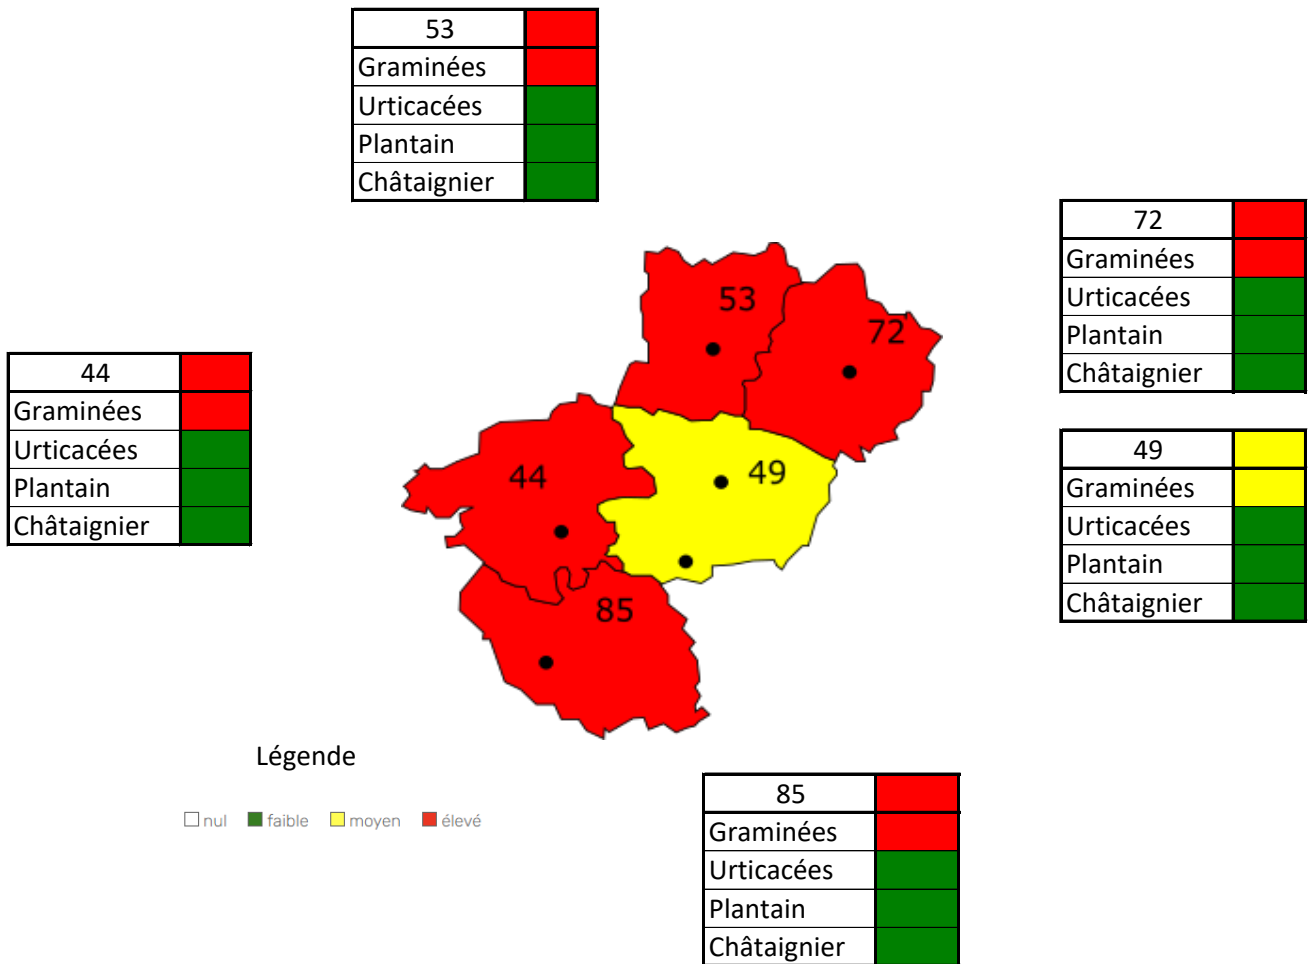 53
Graminées
Urticacées
Plantain
Châtaignier
72
Graminées
Urticacées
Plantain
Châtaignier
53
72
44
Graminées
Urticacées
Plantain
Châtaignier
44
49
85
49
Graminées
Urticacées
Plantain
Châtaignier
Légende
nul faible moyen élevé
85
Graminées
Urticacées
Plantain
Châtaignier